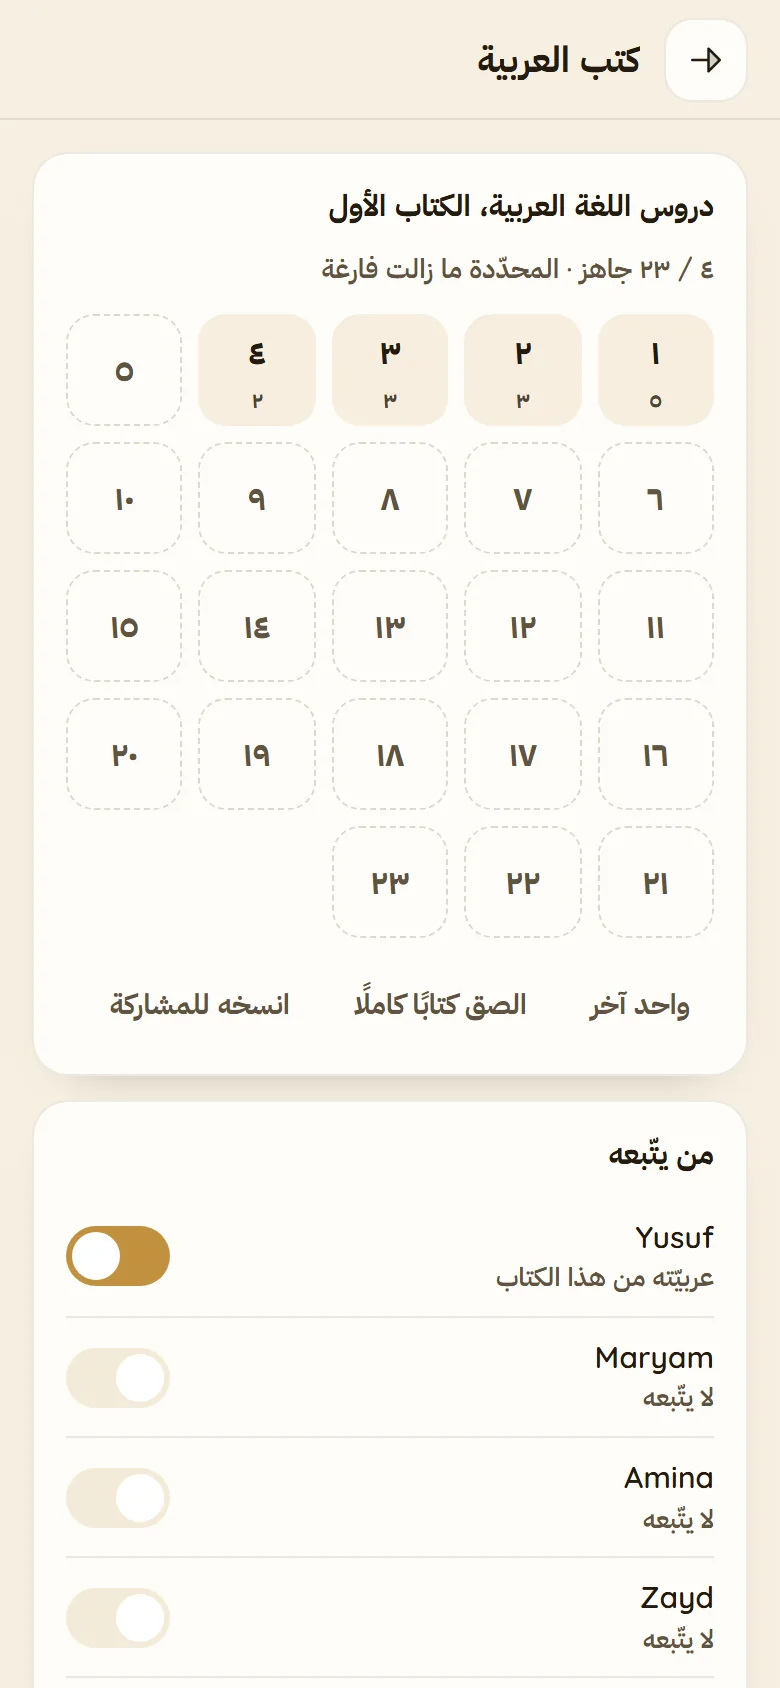 كتب العربية
دروس اللغة العربية، الكتاب الأول
٤ / ٢٣ جاهز · المحدّدة ما زالت فارغة
١ ٢ ٣ ٤ ٥
٥ ٣ ٣ ٢
٦ ٧ ٨ ٩ ١٠
١١ ١٢ ١٣ ١٤ ١٥
١٦ ١٧ ١٨ ١٩ ٢٠
٢١ ٢٢ ٢٣
واحد آخر الصق كتابًا كاملًا انسخه للمشاركة
من يتّبعه
Yusuf
عربيّته من هذا الكتاب
Maryam
لا يتّبعه
Amina
لا يتّبعه
Zayd
لا يتّبعه